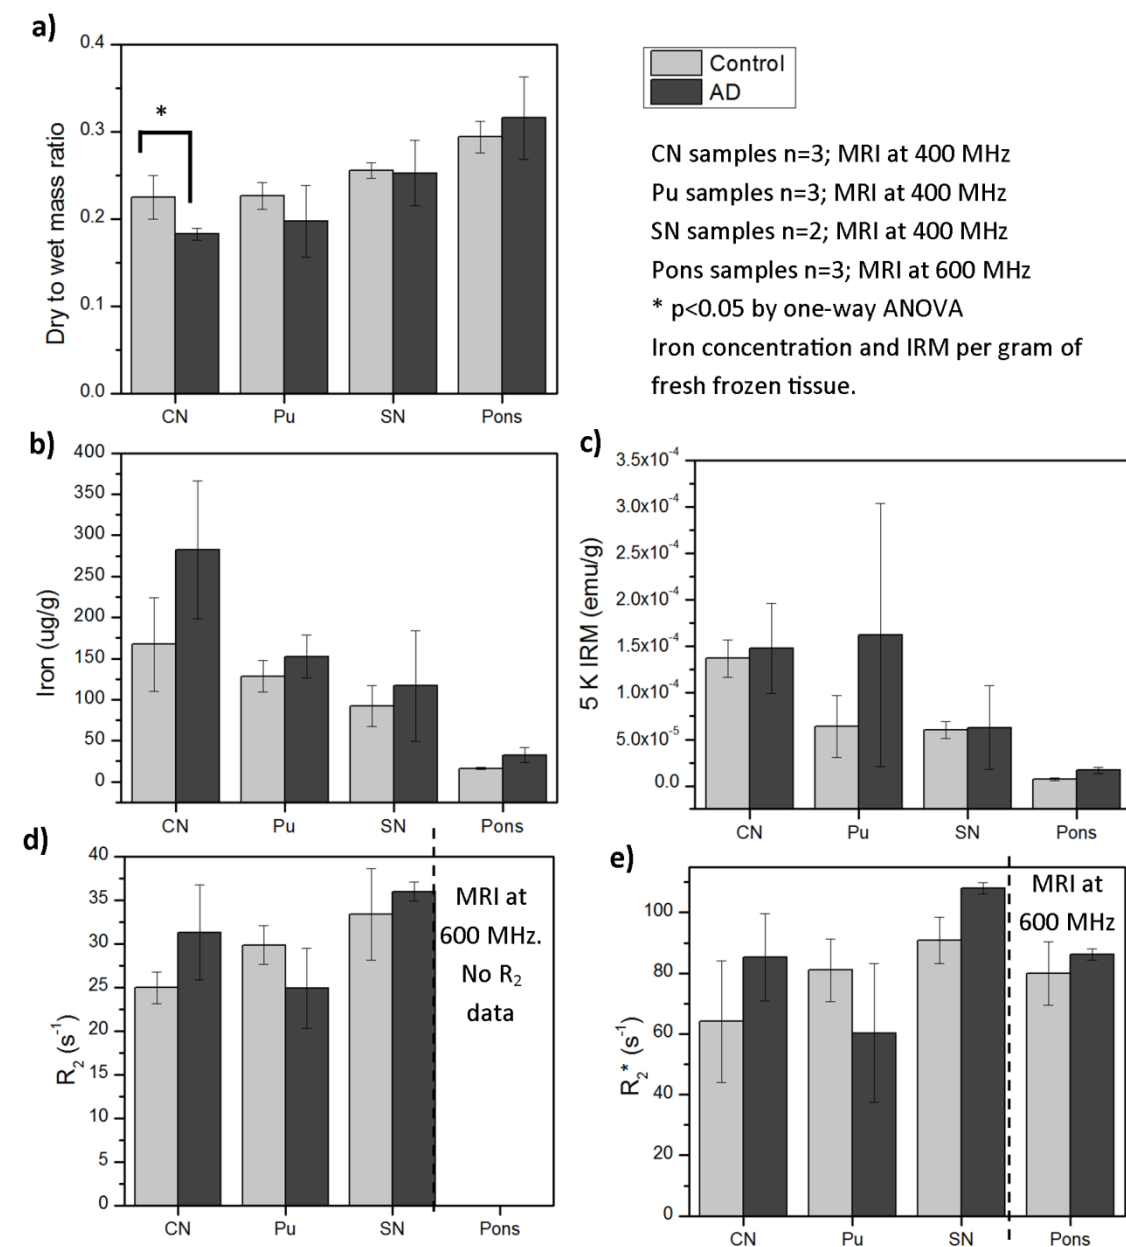 a)
0.4
0.3
0.2
0.1
0.0
Dry to wet mass ratio
*
CN Pu SN Pons
Control
AD
CN samples n=3; MRI at 400 MHz
Pu samples n=3; MRI at 400 MHz
SN samples n=2; MRI at 400 MHz
Pons samples n=3; MRI at 600 MHz
* p<0.05 by one-way ANOVA
Iron concentration and IRM per gram of
fresh frozen tissue.
b)
400
350
300
250
200
150
100
50
0
Iron (ug/g)
CN Pu SN Pons
c)
3.5x10⁻⁴
3.0x10⁻⁴
2.5x10⁻⁴
2.0x10⁻⁴
1.5x10⁻⁴
1.0x10⁻⁴
5.0x10⁻⁵
0.0
5 K IRM (emu/g)
CN Pu SN Pons
d)
40
35
30
25
20
15
10
5
0
R₂ (s⁻¹)
MRI at
600 MHz.
No R₂
data
CN Pu SN Pons
e)
100
80
60
40
20
0
R₂* (s⁻¹)
MRI at
600 MHz
CN Pu SN Pons